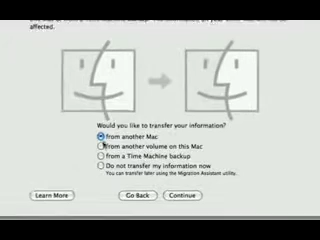 affected.
Would you like to transfer your information?
from another Mac
from another volume on this Mac
from a Time Machine backup
Do not transfer my information now
You can transfer later using the Migration Assistant utility.
Learn More
Go Back
Continue